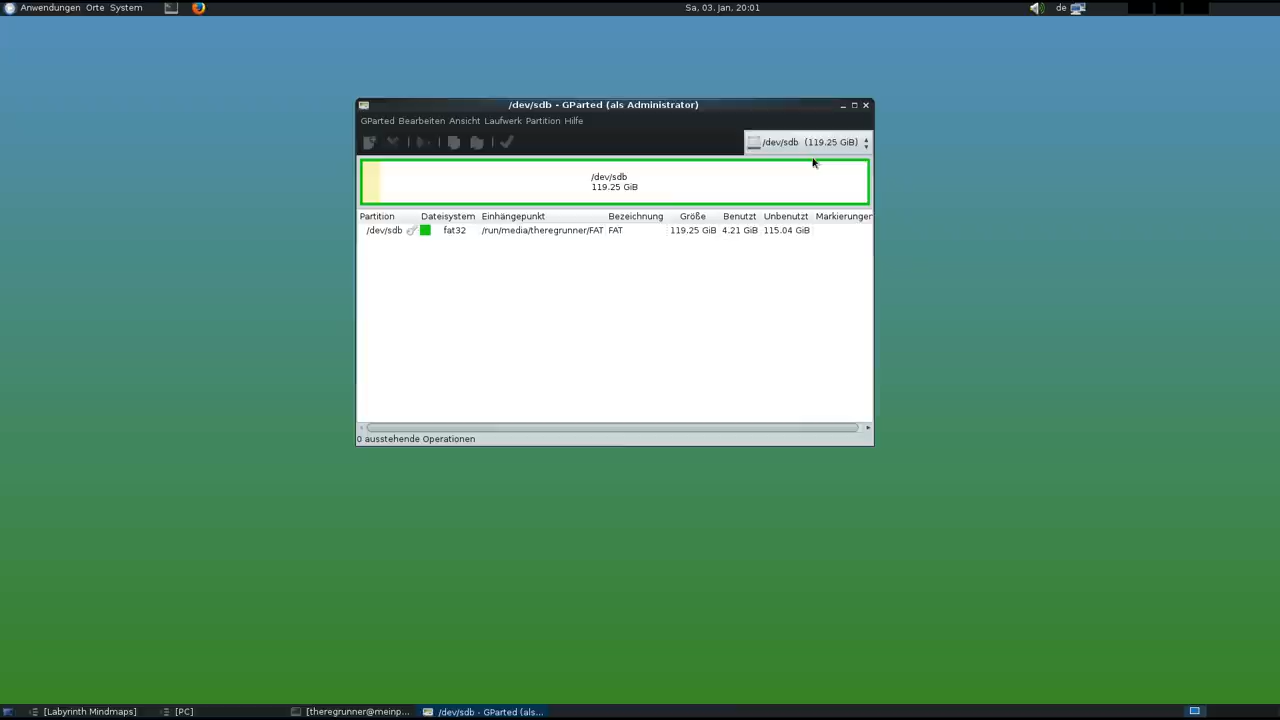 Anwendungen Orte System
Sa, 03. Jan, 20:01
de
/dev/sdb - GParted (als Administrator)
GParted Bearbeiten Ansicht Laufwerk Partition Hilfe
/dev/sdb (119.25 GiB)
/dev/sdb
119.25 GiB
Partition Dateisystem Einhängepunkt Bezeichnung Größe Benutzt Unbenutzt Markierungen
/dev/sdb fat32 /run/media/theregrunner/FAT FAT 119.25 GiB 4.21 GiB 115.04 GiB
0 ausstehende Operationen
[Labyrinth Mindmaps] [PC] [theregrunner@meinp... /dev/sdb - GParted (als...